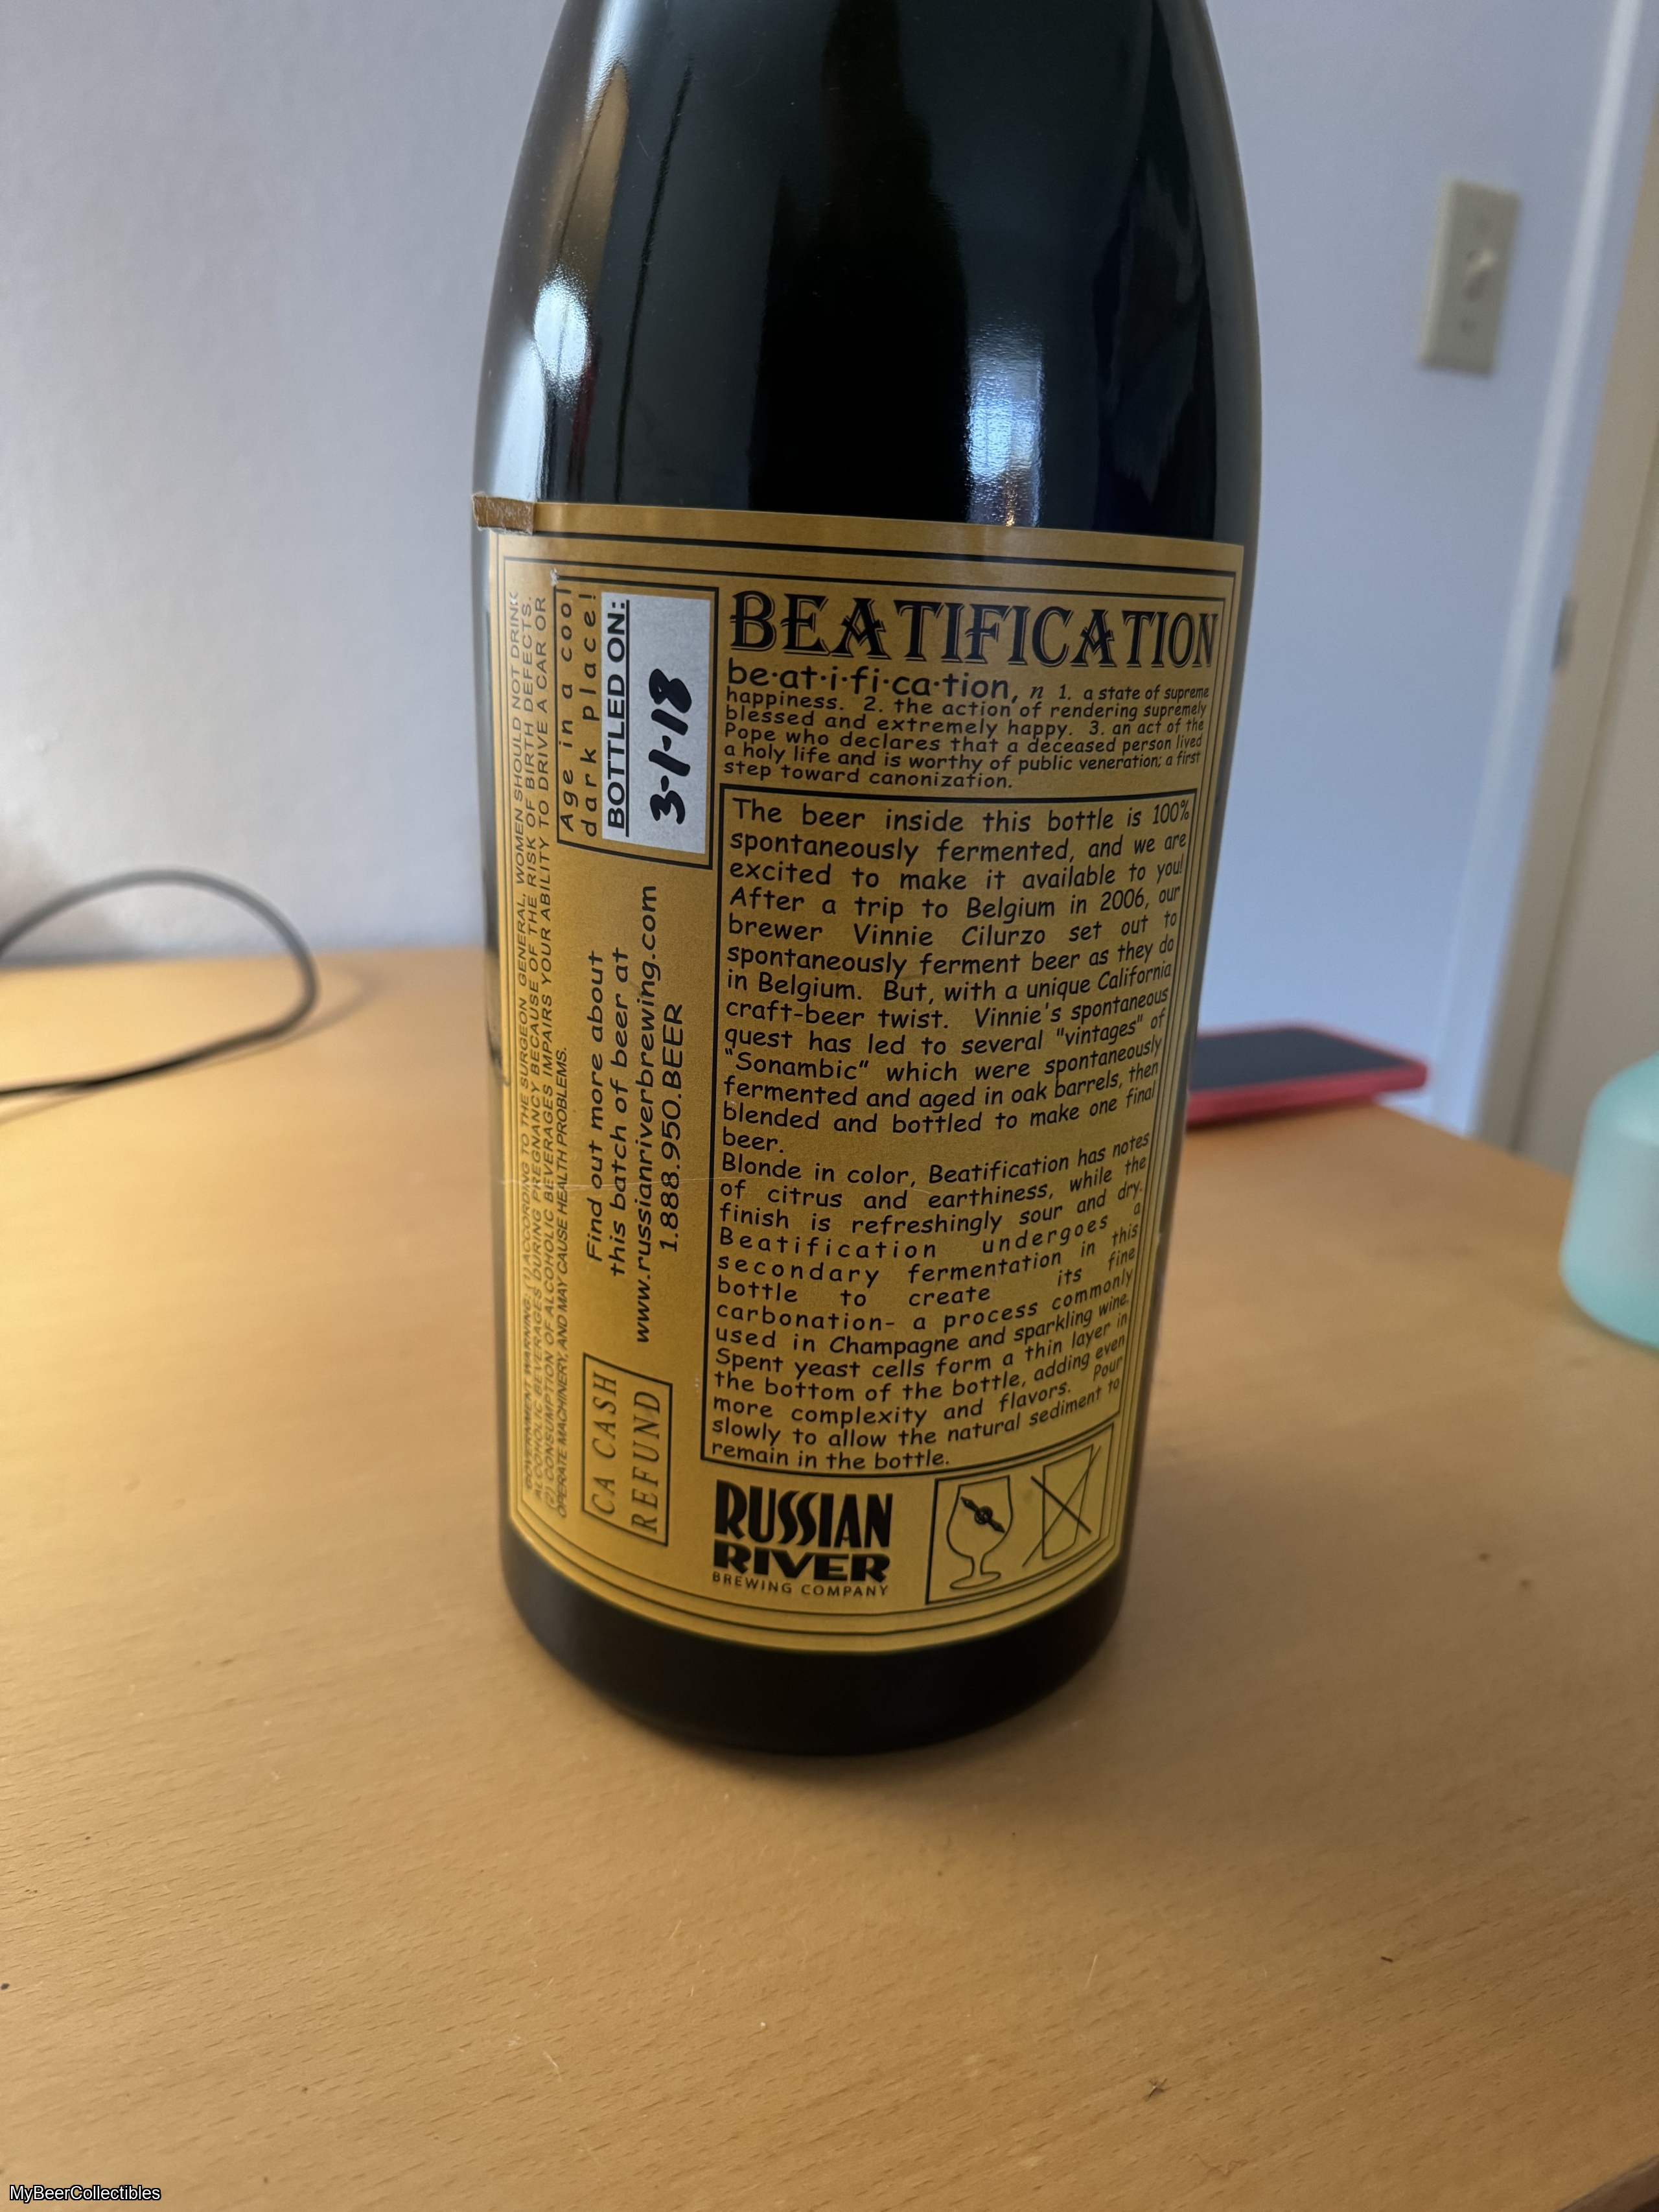 GOVERNMENT WARNING: (1) ACCORDING TO THE SURGEON GENERAL, WOMEN SHOULD NOT DRINK
ALCOHOLIC BEVERAGES DURING PREGNANCY BECAUSE OF THE RISK OF BIRTH DEFECTS.
(2) CONSUMPTION OF ALCOHOLIC BEVERAGES IMPAIRS YOUR ABILITY TO DRIVE A CAR OR
OPERATE MACHINERY, AND MAY CAUSE HEALTH PROBLEMS.
Age in a cool
dark place!
BOTTLED ON:
3-1-18
Find out more about
this batch of beer at
www.russianriverbrewing.com
1.888.950.BEER
CA CASH
REFUND
BEATIFICATION
be·at·i·fi·ca·tion, n 1. a state of supreme
happiness. 2. the action of rendering supremely
blessed and extremely happy. 3. an act of the
Pope who declares that a deceased person lived
a holy life and is worthy of public veneration; a first
step toward canonization.
The beer inside this bottle is 100%
spontaneously fermented, and we are
excited to make it available to you!
After a trip to Belgium in 2006, our
brewer Vinnie Cilurzo set out to
spontaneously ferment beer as they do
in Belgium. But, with a unique California
craft-beer twist. Vinnie's spontaneous
quest has led to several "vintages" of
"Sonambic" which were spontaneously
fermented and aged in oak barrels, then
blended and bottled to make one final
beer.
Blonde in color, Beatification has notes
of citrus and earthiness, while the
finish is refreshingly sour and dry.
Beatification undergoes a
secondary fermentation in this
bottle to create its fine
carbonation- a process commonly
used in Champagne and sparkling wine.
Spent yeast cells form a thin layer in
the bottom of the bottle, adding even
more complexity and flavors. Pour
slowly to allow the natural sediment to
remain in the bottle.
RUSSIAN
RIVER
BREWING COMPANY
MyBeerCollectibles